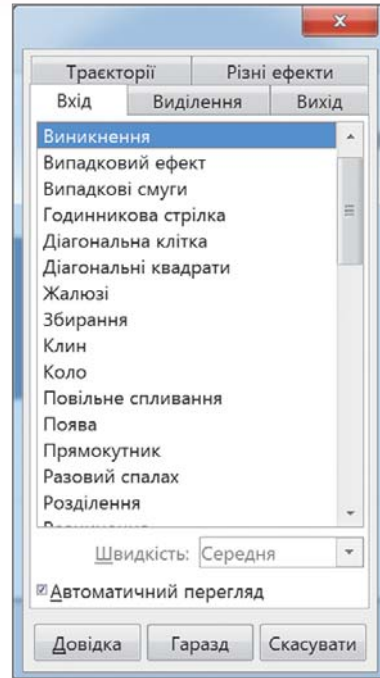 Траєкторії Різні ефекти
Вхід Виділення Вихід
Виникнення
Випадковий ефект
Випадкові смуги
Годинникова стрілка
Діагональна клітка
Діагональні квадрати
Жалюзі
Збирання
Клин
Коло
Повільне спливання
Поява
Прямокутник
Разовий спалах
Розділення
Швидкість: Середня
Автоматичний перегляд
Довідка Гаразд Скасувати